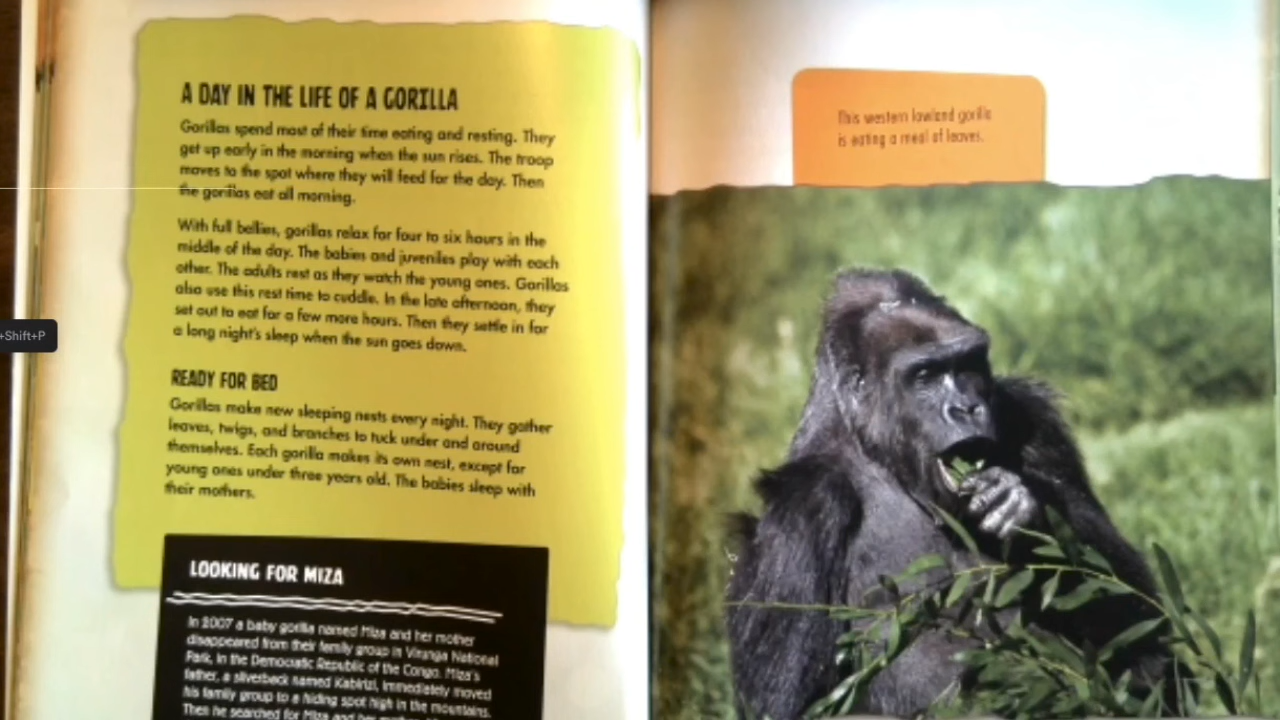 A DAY IN THE LIFE OF A GORILLA
Gorillas spend most of their time eating and resting. They
get up early in the morning when the sun rises. The troop
moves to the spot where they will feed for the day. Then
the gorillas eat all morning.
With full bellies, gorillas relax for four to six hours in the
middle of the day. The babies and juveniles play with each
other. The adults rest as they watch the young ones. Gorillas
also use this rest time to cuddle. In the late afternoon, they
set out to eat for a few more hours. Then they settle in for
a long night's sleep when the sun goes down.
READY FOR BED
Gorillas make new sleeping nests every night. They gather
leaves, twigs, and branches to tuck under and around
themselves. Each gorilla makes its own nest, except for
young ones under three years old. The babies sleep with
their mothers.
LOOKING FOR MIZA
In 2007 a baby gorilla named Miza and her mother
disappeared from their family group in Virunga National
Park, in the Democratic Republic of the Congo. Miza's
father, a silverback named Kabirizi, immediately moved
his family group to a hiding spot high in the mountains.
Then he searched for Miza and her
This western lowland gorilla
is eating a meal of leaves.
+Shift+P